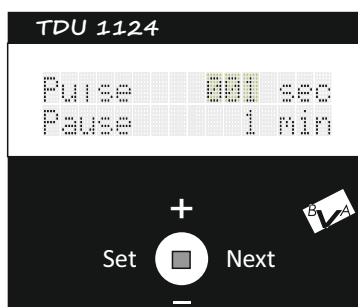 TDU 1124
Pulse 001 sec
Pause 1 min
+
B A
Set Next
-